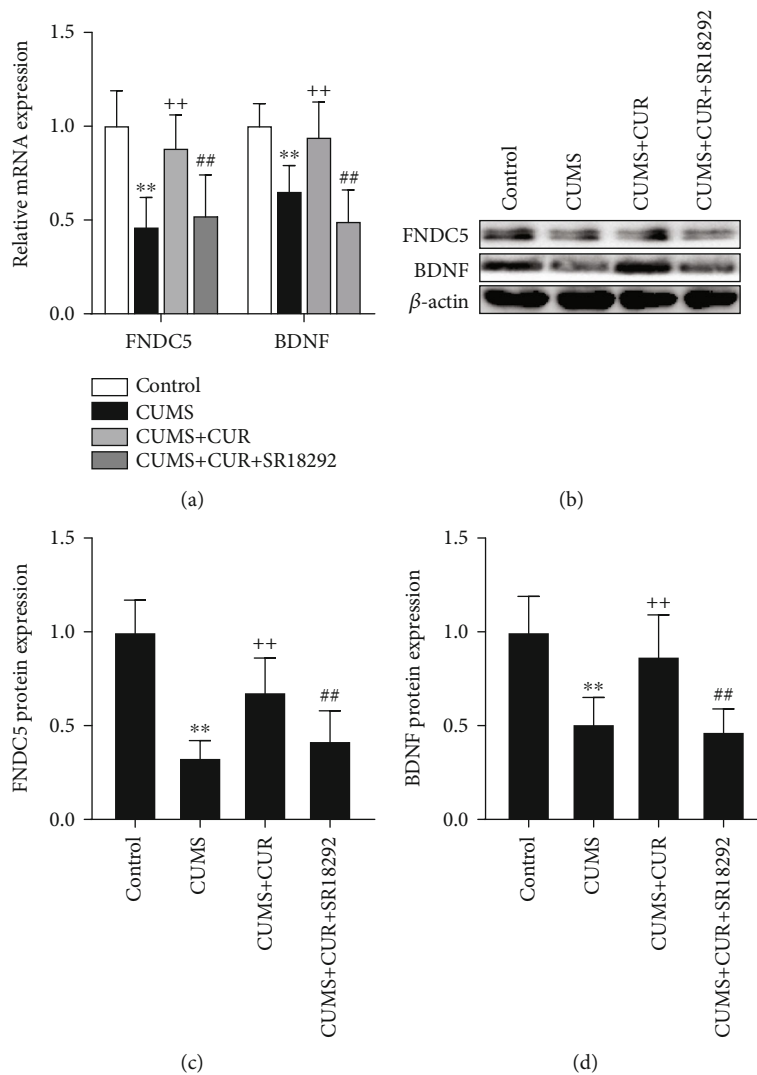 1.5
1.0
0.5
0.0
Relative mRNA expression
**
++
##
**
++
##
FNDC5
BDNF
Control
CUMS
CUMS+CUR
CUMS+CUR+SR18292
(a)
Control
CUMS
CUMS+CUR
CUMS+CUR+SR18292
FNDC5
BDNF
β-actin
(b)
1.5
1.0
0.5
0.0
FNDC5 protein expression
**
++
##
Control
CUMS
CUMS+CUR
CUMS+CUR+SR18292
(c)
1.5
1.0
0.5
0.0
BDNF protein expression
**
++
##
Control
CUMS
CUMS+CUR
CUMS+CUR+SR18292
(d)